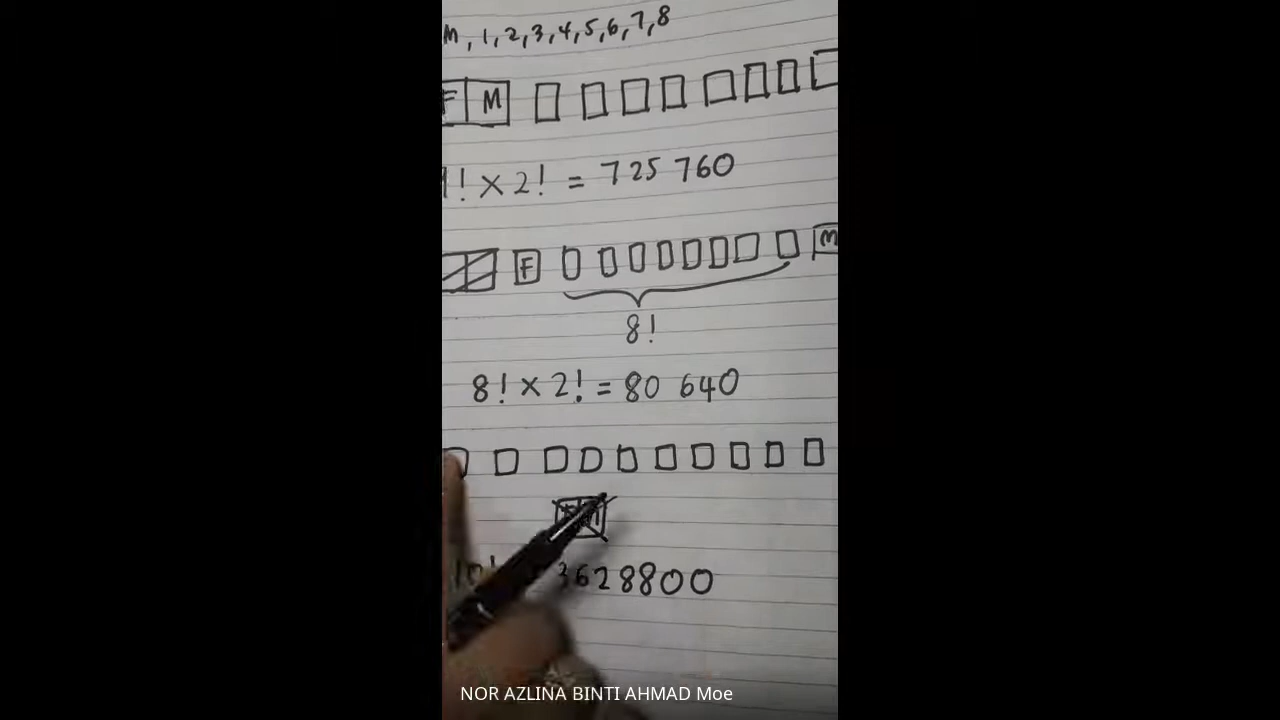 M, 1, 2, 3, 4, 5, 6, 7, 8
F M
! × 2! = 725 760
F M
8!
8! × 2! = 80 640
10! 3628800
NOR AZLINA BINTI AHMAD Moe